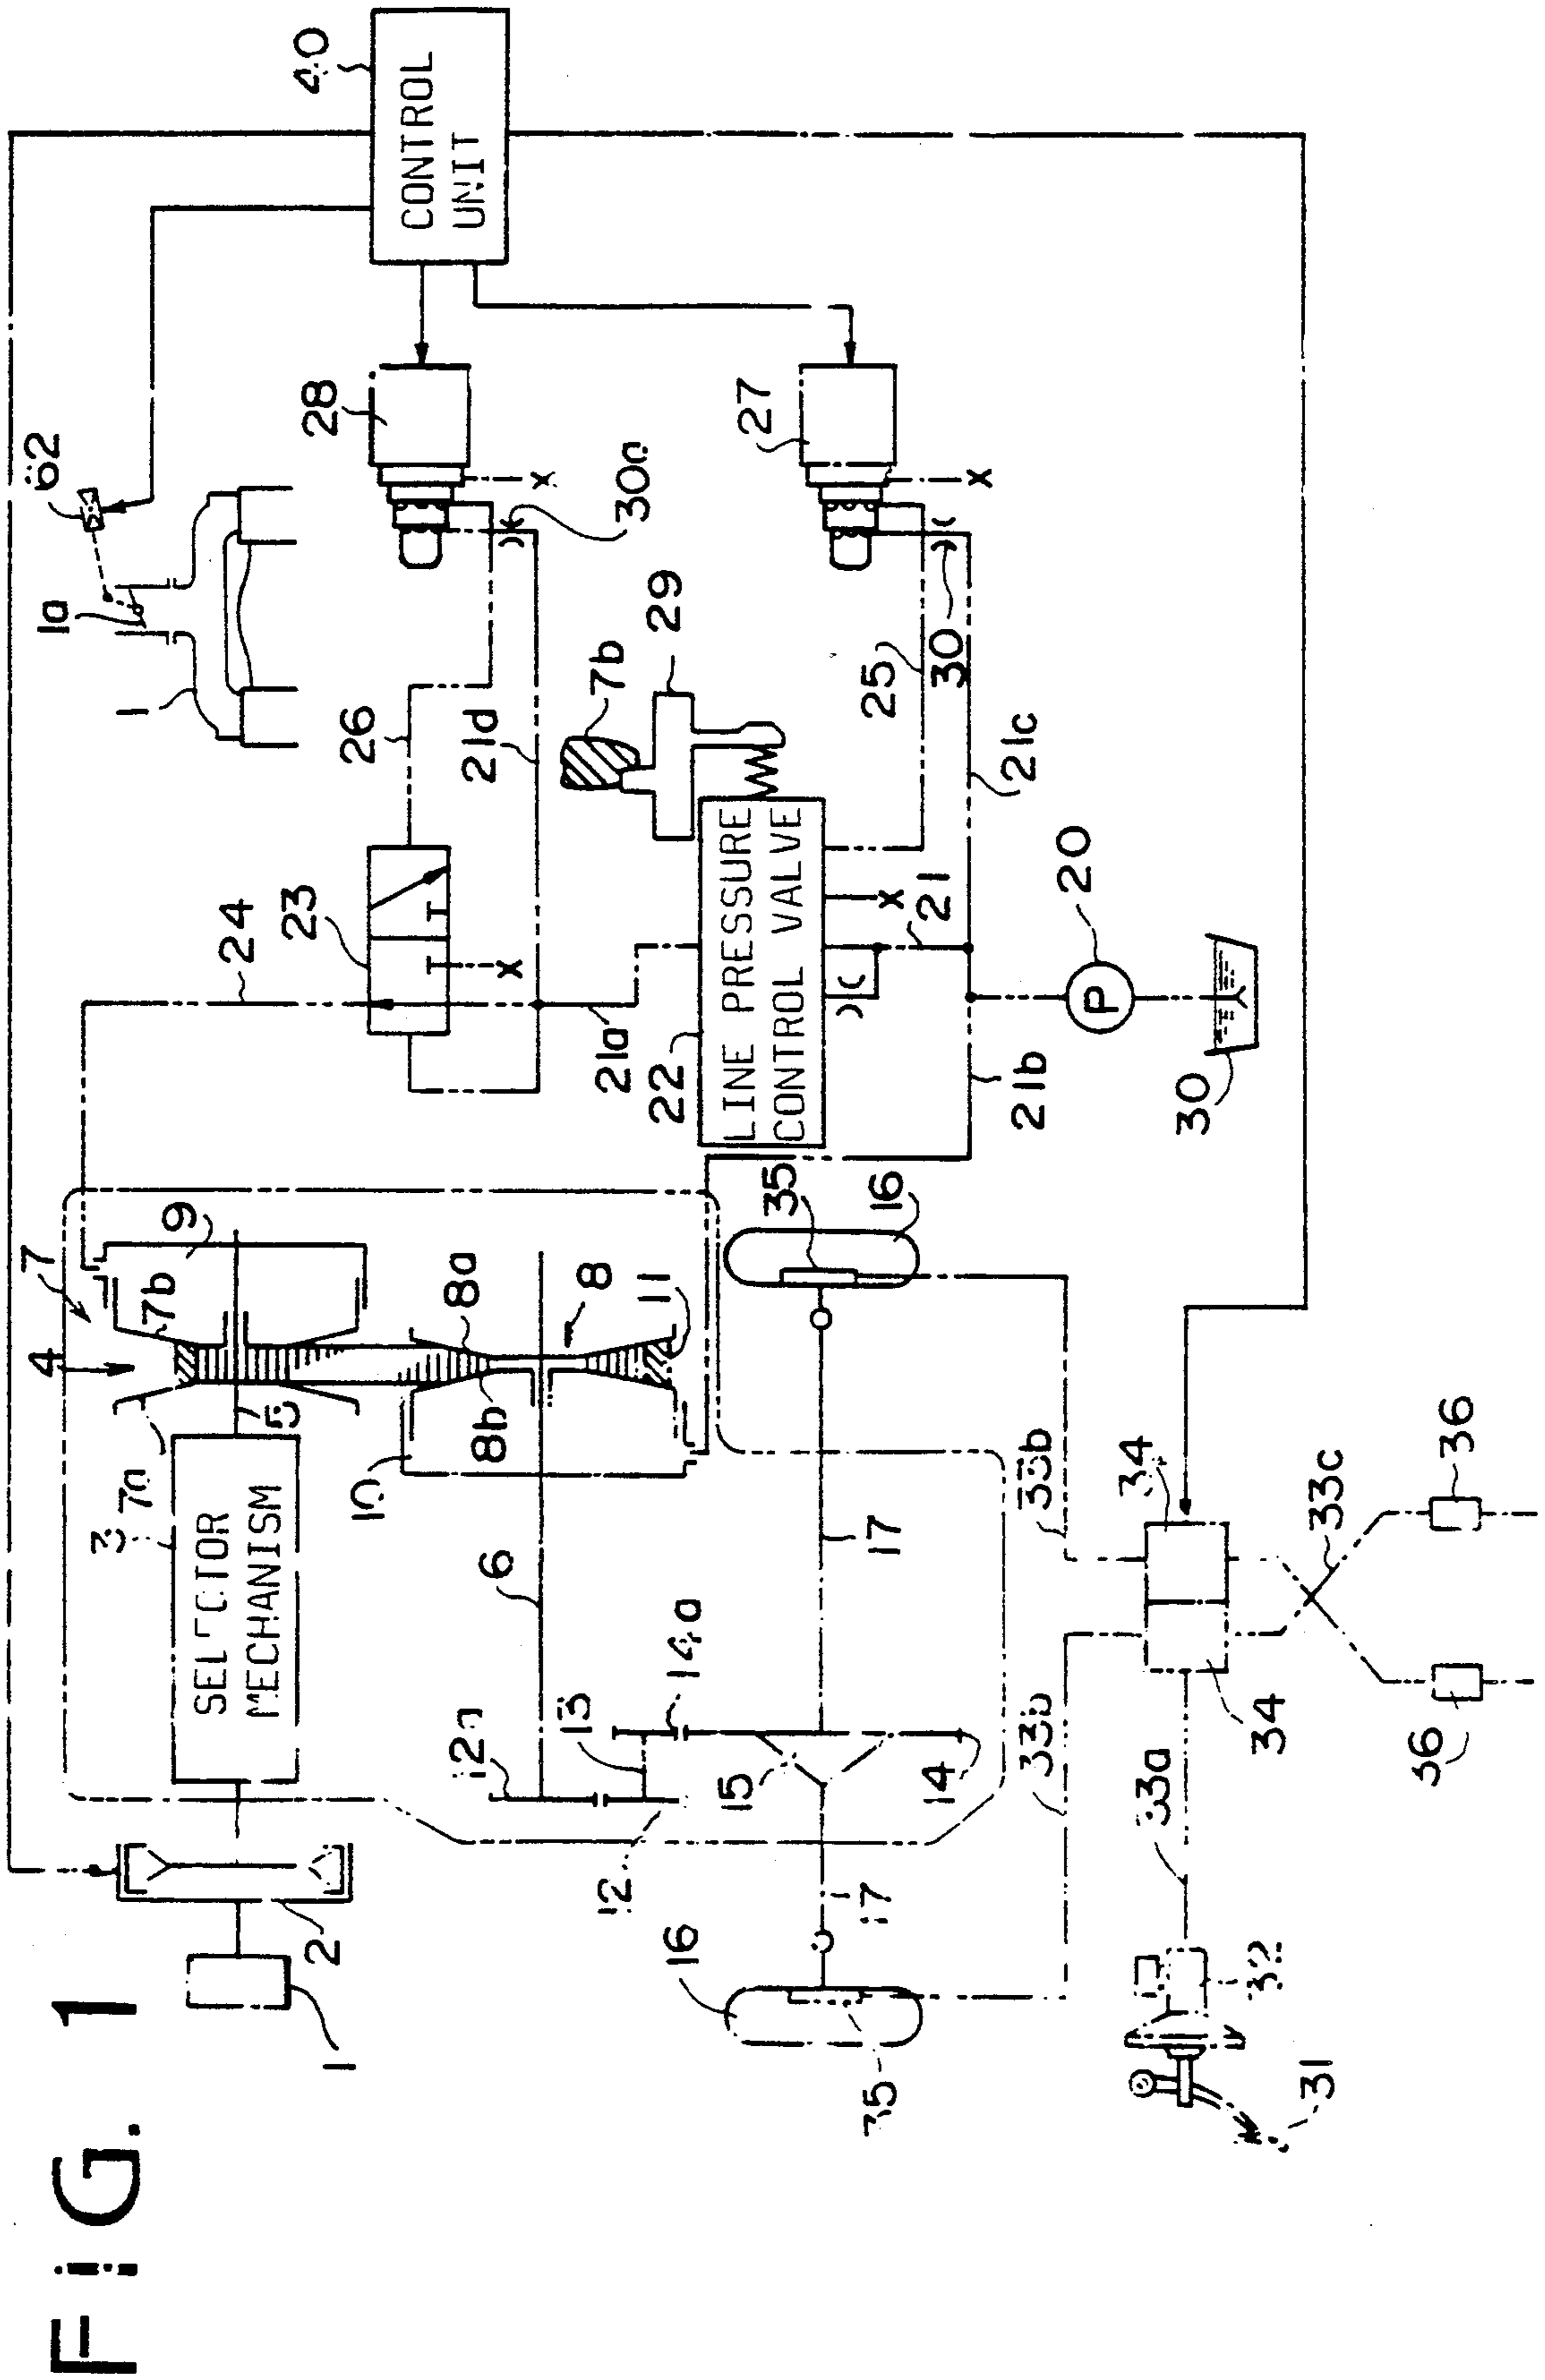 FiG. 1
40
CONTROL
UNIT
62
1a
1
28
30a
X
27
X
26
21d
7b
29
25
30
21c
24
23
X
21a
22
LINE PRESSURE
CONTROL VALVE
X
21
20
P
21b
30
7
9
7b
4
8a
8
11
35
16
5
7a
3
8b
10
SELECTOR
MECHANISM
6
17
33b
34
33c
36
12a
13
14a
15
14
33b
34
36
33a
2
12
17
1
16
35
32
31